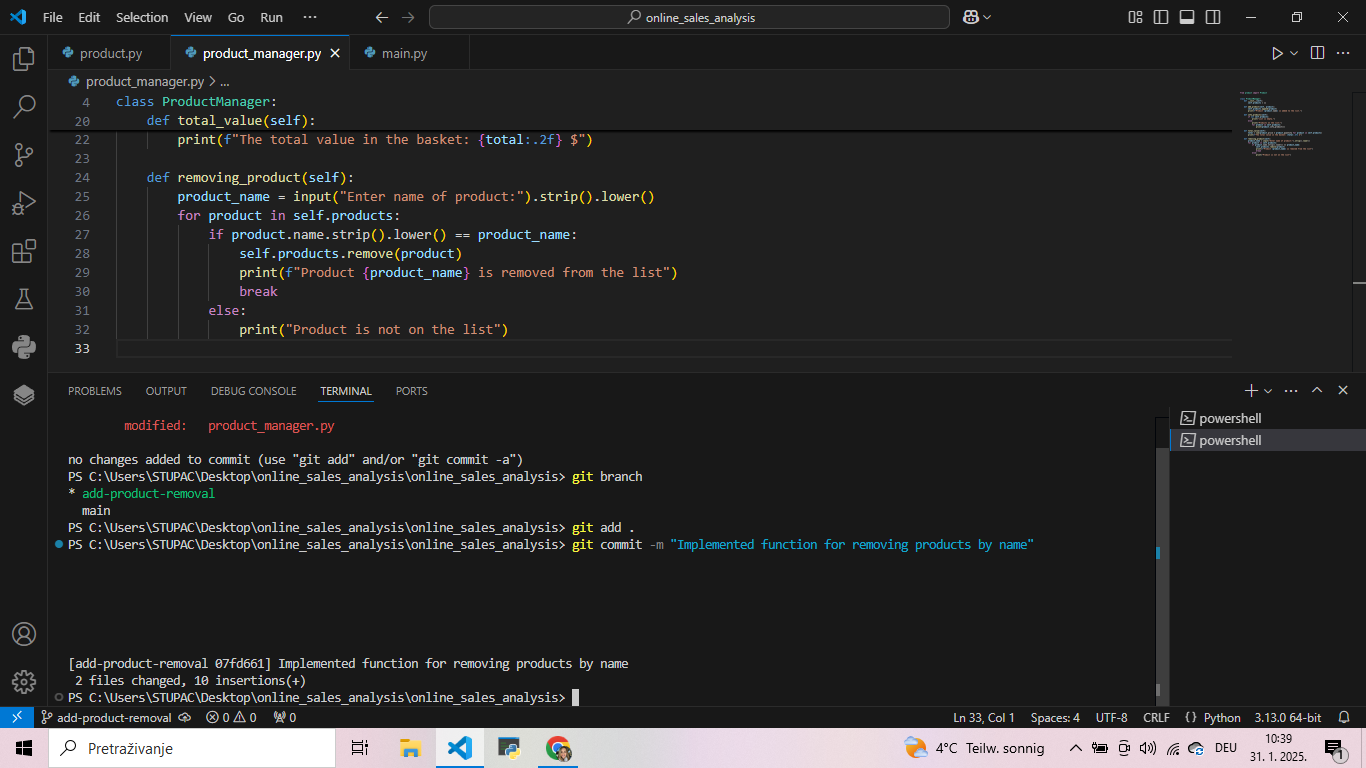 File Edit Selection View Go Run ··· online_sales_analysis
product.py product_manager.py main.py
product_manager.py > ...
4 class ProductManager:
20 def total_value(self):
22 print(f"The total value in the basket: {total:.2f} $")
23
24 def removing_product(self):
25 product_name = input("Enter name of product:").strip().lower()
26 for product in self.products:
27 if product.name.strip().lower() == product_name:
28 self.products.remove(product)
29 print(f"Product {product_name} is removed from the list")
30 break
31 else:
32 print("Product is not on the list")
33
PROBLEMS OUTPUT DEBUG CONSOLE TERMINAL PORTS
powershell
powershell
modified: product_manager.py
no changes added to commit (use "git add" and/or "git commit -a")
PS C:\Users\STUPAC\Desktop\online_sales_analysis\online_sales_analysis> git branch
* add-product-removal
main
PS C:\Users\STUPAC\Desktop\online_sales_analysis\online_sales_analysis> git add .
PS C:\Users\STUPAC\Desktop\online_sales_analysis\online_sales_analysis> git commit -m "Implemented function for removing products by name"
[add-product-removal 07fd661] Implemented function for removing products by name
2 files changed, 10 insertions(+)
PS C:\Users\STUPAC\Desktop\online_sales_analysis\online_sales_analysis>
add-product-removal 0 0 0 Ln 33, Col 1 Spaces: 4 UTF-8 CRLF {} Python 3.13.0 64-bit
Pretraživanje 4°C Teilw. sonnig DEU 10:39
31. 1. 2025. 1